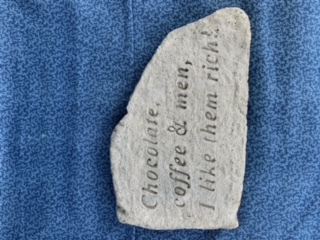 Chocolate,
coffee & men,
I like them rich!